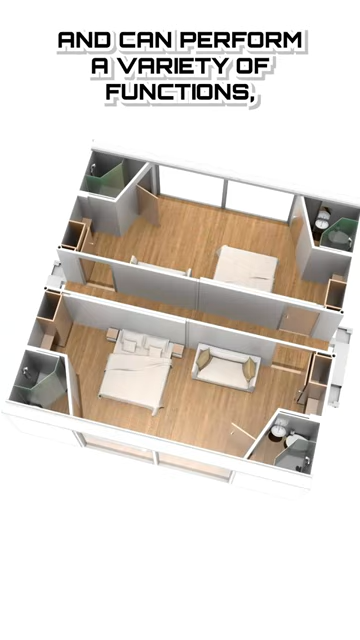 AND CAN PERFORM
A VARIETY OF
FUNCTIONS,